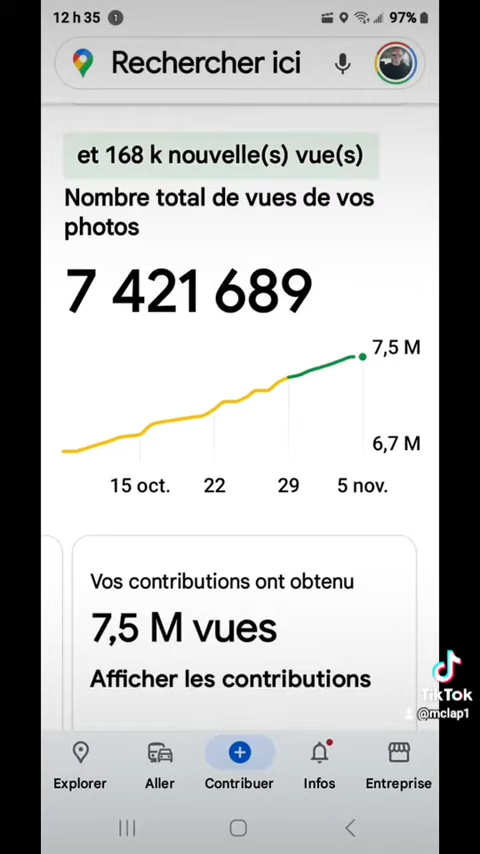 12 h 35 1 97%
Rechercher ici
et 168 k nouvelle(s) vue(s)
Nombre total de vues de vos
photos
7 421 689
7,5 M
6,7 M
15 oct. 22 29 5 nov.
Vos contributions ont obtenu
7,5 M vues
Afficher les contributions
TikTok
@mclap1
Explorer Aller Contribuer Infos Entreprise